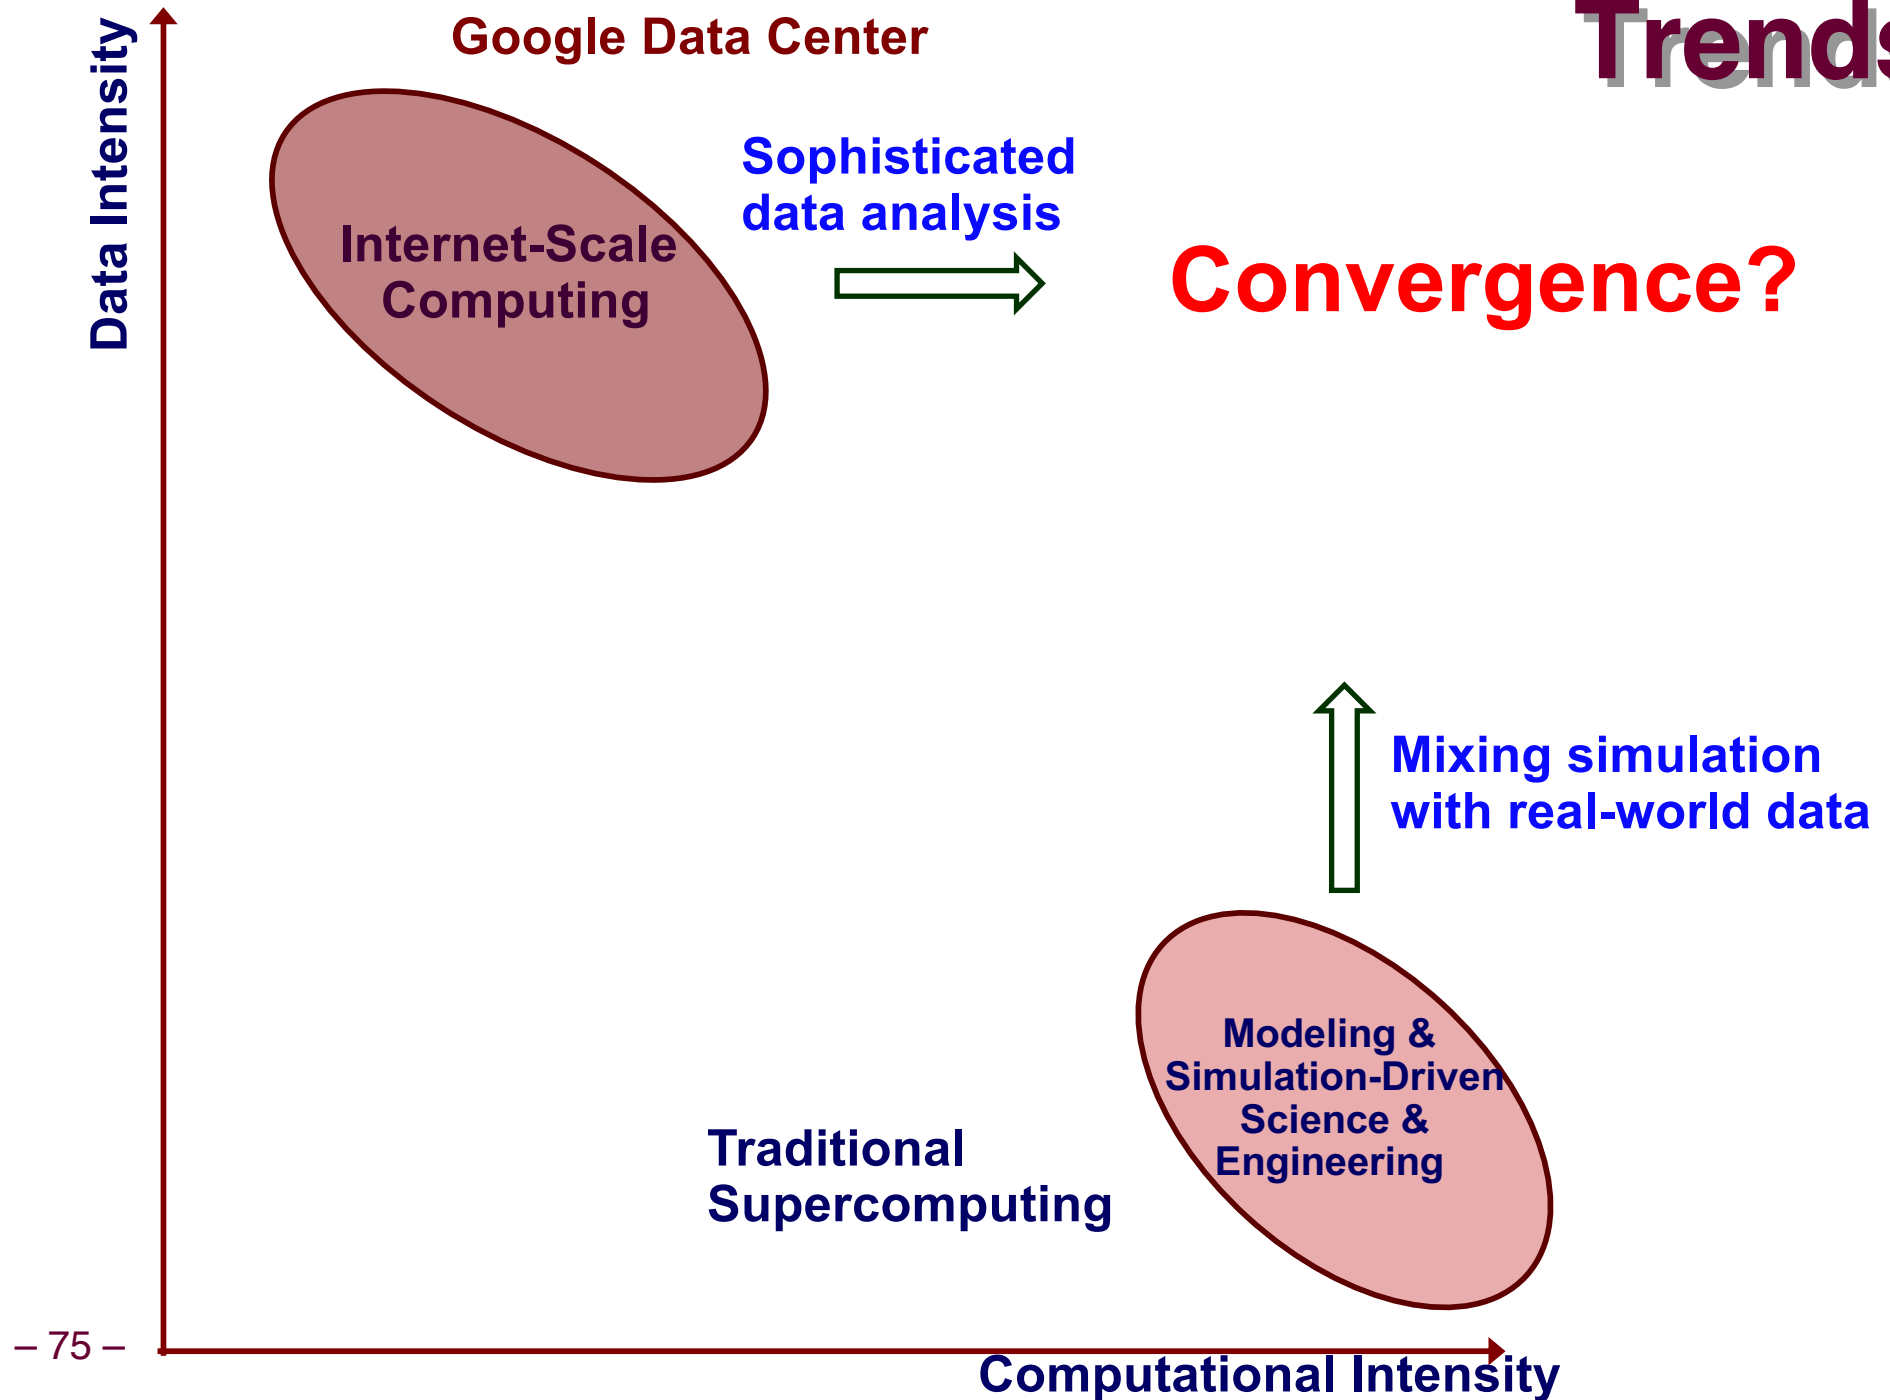 Trends
Google Data Center
Data Intensity
Sophisticated
data analysis
Internet-Scale
Computing
Convergence?
Mixing simulation
with real-world data
Modeling &
Simulation-Driven
Science &
Engineering
Traditional
Supercomputing
– 75 –
Computational Intensity